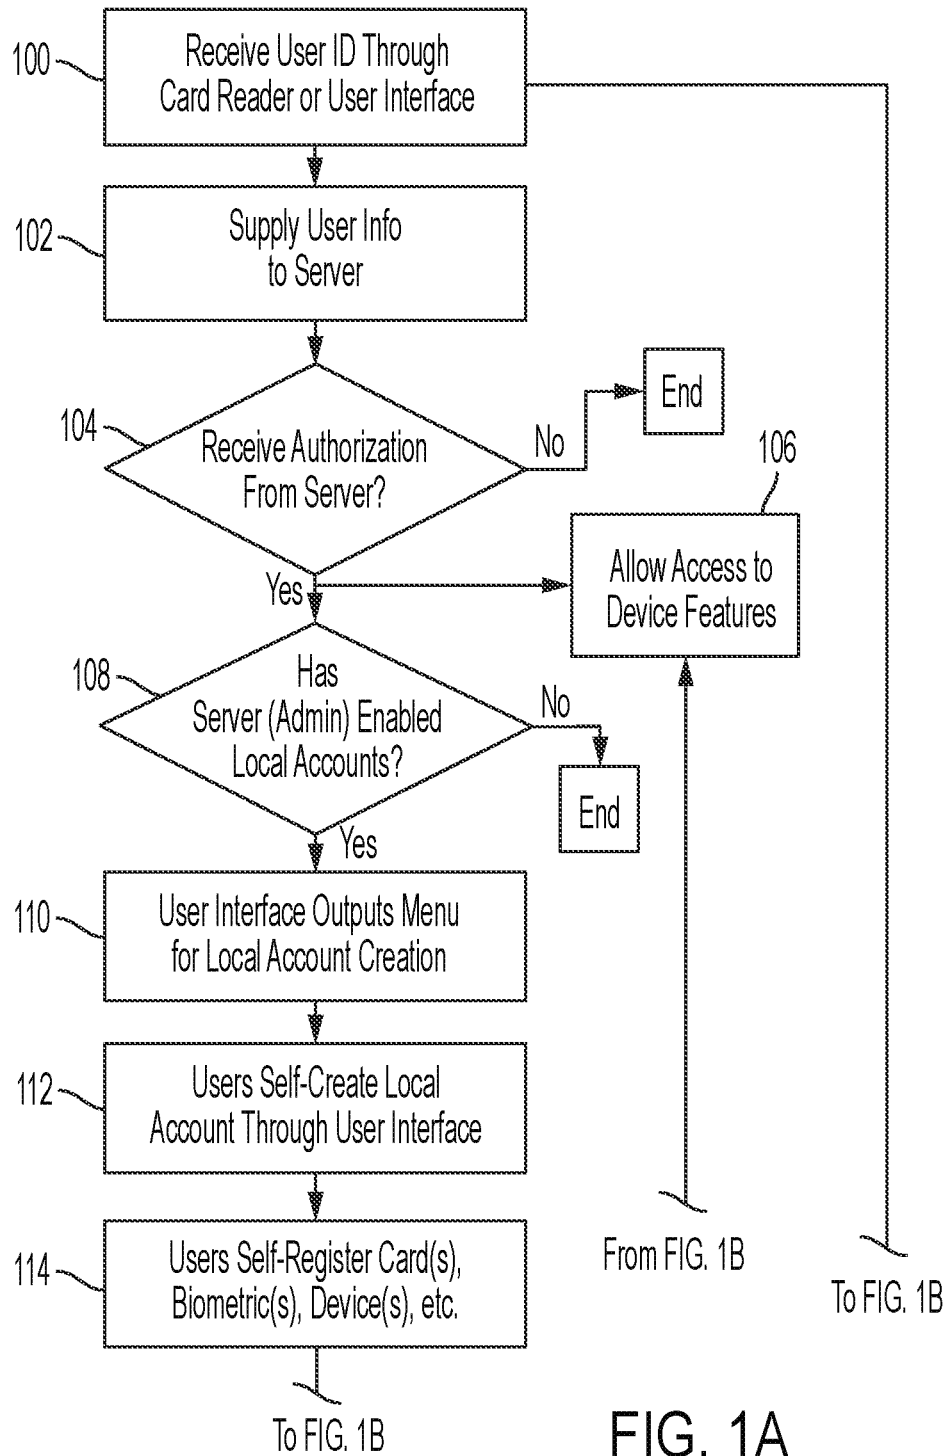 100
Receive User ID Through
Card Reader or User Interface
102
Supply User Info
to Server
104
Receive Authorization
From Server?
No
End
106
Allow Access to
Device Features
Yes
108
Has
Server (Admin) Enabled
Local Accounts?
No
End
Yes
110
User Interface Outputs Menu
for Local Account Creation
112
Users Self-Create Local
Account Through User Interface
114
Users Self-Register Card(s),
Biometric(s), Device(s), etc.
From FIG. 1B
To FIG. 1B
To FIG. 1B
FIG. 1A